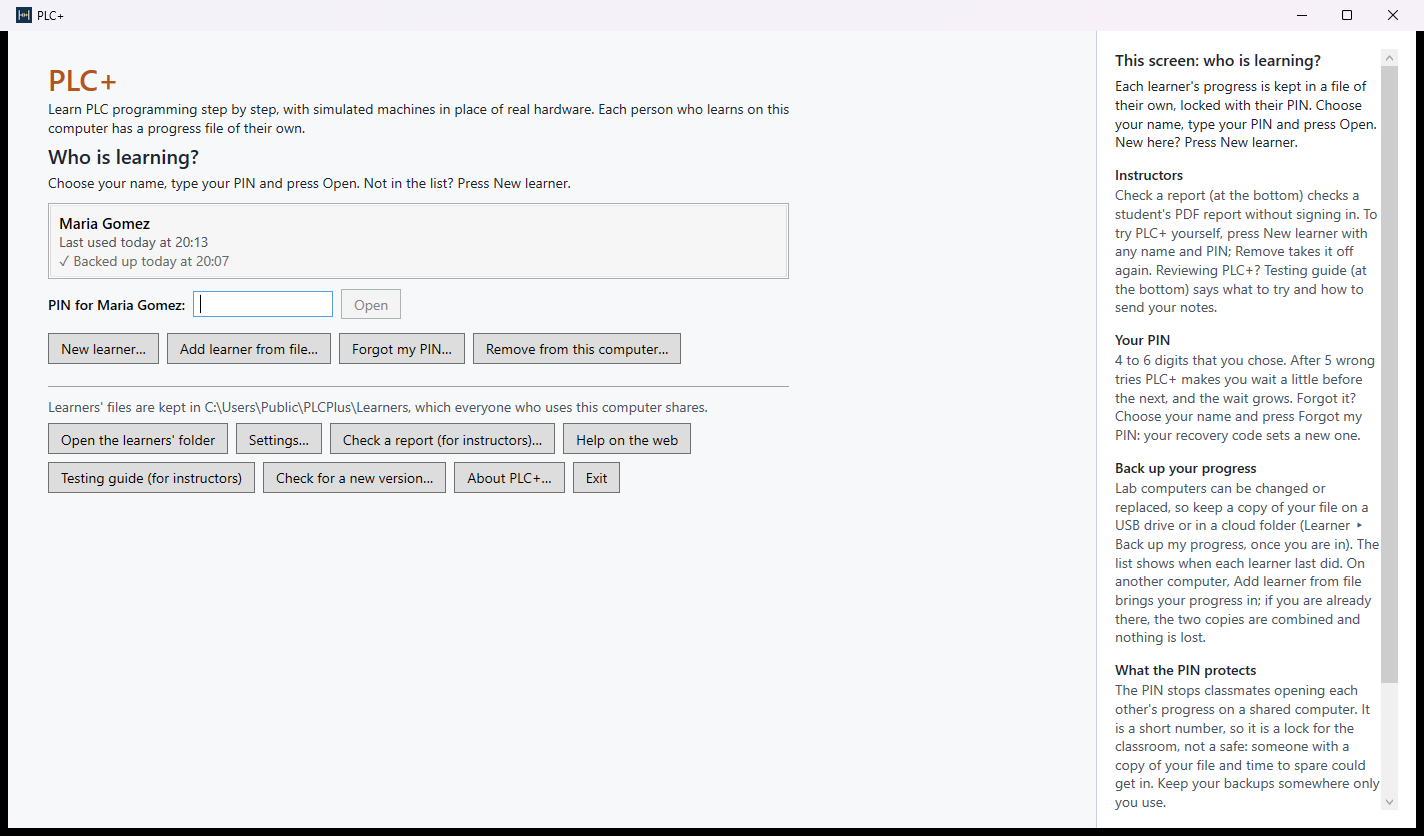 PLC+
PLC+
Learn PLC programming step by step, with simulated machines in place of real hardware. Each person who learns on this
computer has a progress file of their own.
Who is learning?
Choose your name, type your PIN and press Open. Not in the list? Press New learner.
Maria Gomez
Last used today at 20:13
✓ Backed up today at 20:07
PIN for Maria Gomez:
Open
New learner...
Add learner from file...
Forgot my PIN...
Remove from this computer...
Learners' files are kept in C:\Users\Public\PLCPlus\Learners, which everyone who uses this computer shares.
Open the learners' folder
Settings...
Check a report (for instructors)...
Help on the web
Testing guide (for instructors)
Check for a new version...
About PLC+...
Exit
This screen: who is learning?
Each learner's progress is kept in a file of
their own, locked with their PIN. Choose
your name, type your PIN and press Open.
New here? Press New learner.
Instructors
Check a report (at the bottom) checks a
student's PDF report without signing in. To
try PLC+ yourself, press New learner with
any name and PIN; Remove takes it off
again. Reviewing PLC+? Testing guide (at
the bottom) says what to try and how to
send your notes.
Your PIN
4 to 6 digits that you chose. After 5 wrong
tries PLC+ makes you wait a little before
the next, and the wait grows. Forgot it?
Choose your name and press Forgot my
PIN: your recovery code sets a new one.
Back up your progress
Lab computers can be changed or
replaced, so keep a copy of your file on a
USB drive or in a cloud folder (Learner ‣
Back up my progress, once you are in). The
list shows when each learner last did. On
another computer, Add learner from file
brings your progress in; if you are already
there, the two copies are combined and
nothing is lost.
What the PIN protects
The PIN stops classmates opening each
other's progress on a shared computer. It
is a short number, so it is a lock for the
classroom, not a safe: someone with a
copy of your file and time to spare could
get in. Keep your backups somewhere only
you use.